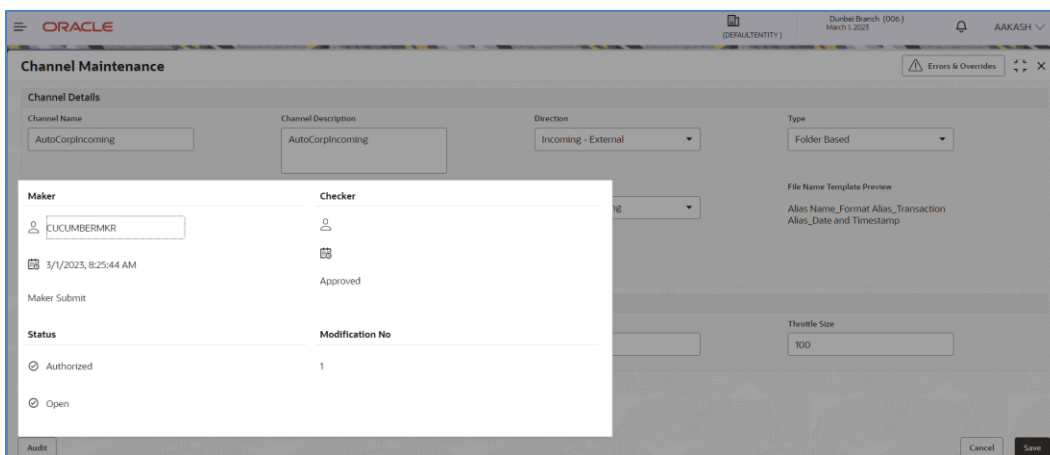 ORACLE
(DEFAULTENTITY)
Dunbei Branch (006)
March 1, 2023
AAKASH
Channel Maintenance
Errors & Overrides
Channel Details
Channel Name
Channel Description
Direction
Type
AutoCorpIncoming
AutoCorpIncoming
Incoming - External
Folder Based
Maker
Checker
File Name Template Preview
CUCUMBERMKR
Alias Name_Format Alias_Transaction
Alias_Date and Timestamp
3/1/2023, 8:25:44 AM
Approved
Maker Submit
Status
Modification No
Throttle Size
100
Authorized
1
Open
Audit
Cancel
Save